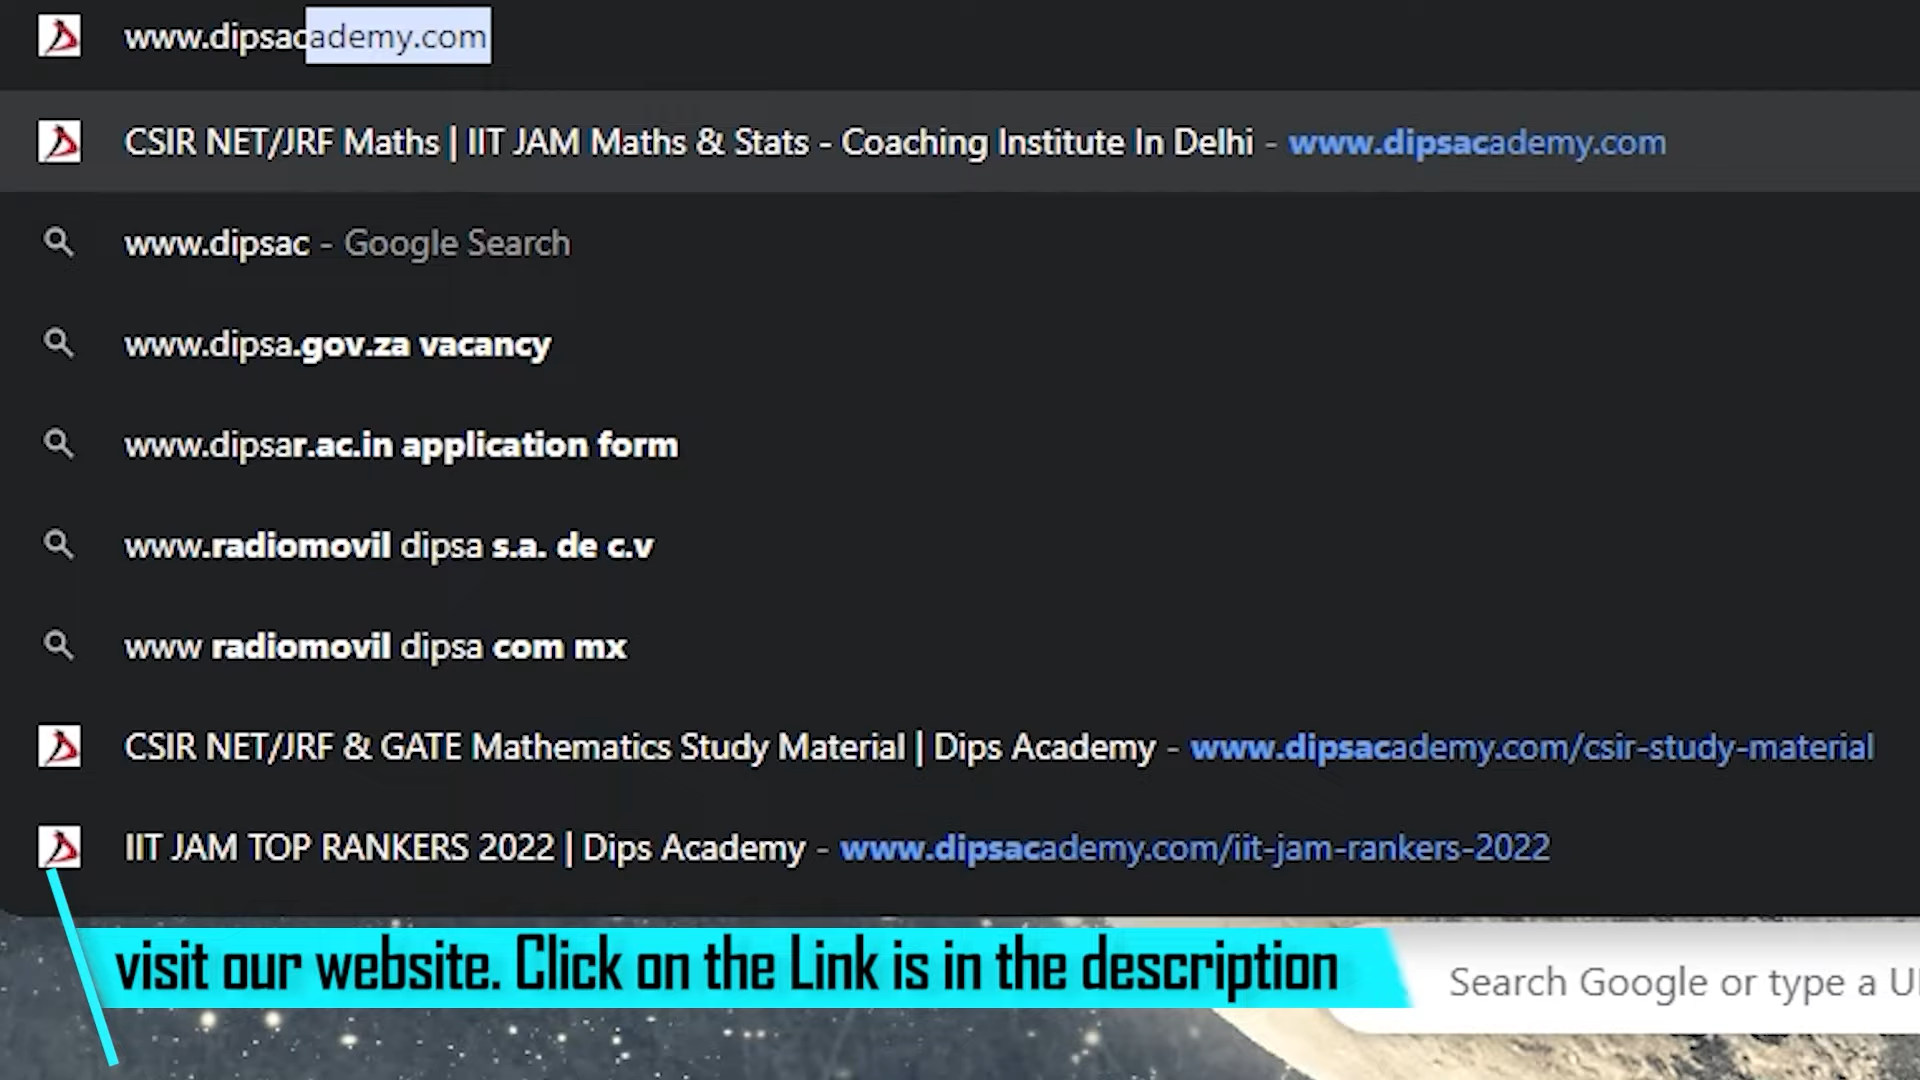 www.dipsacademy.com
CSIR NET/JRF Maths | IIT JAM Maths & Stats - Coaching Institute In Delhi - www.dipsacademy.com
www.dipsac - Google Search
www.dipsa.gov.za vacancy
www.dipsar.ac.in application form
www.radiomovil dipsa s.a. de c.v
www radiomovil dipsa com mx
CSIR NET/JRF & GATE Mathematics Study Material | Dips Academy - www.dipsacademy.com/csir-study-material
IIT JAM TOP RANKERS 2022 | Dips Academy - www.dipsacademy.com/iit-jam-rankers-2022
visit our website. Click on the Link is in the description
Search Google or type a U